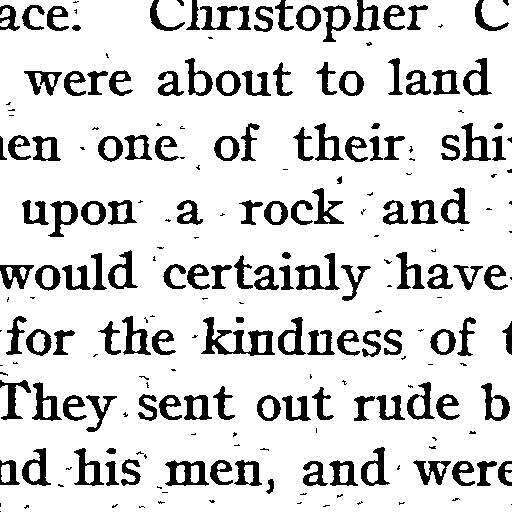 ace. Christopher C
were about to land
en one of their shi
upon a rock and
would certainly have
for the kindness of t
They sent out rude b
nd his men, and were